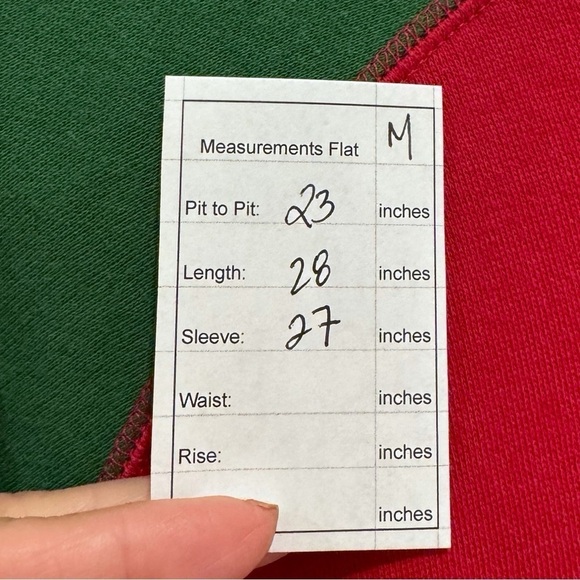 Measurements Flat M
Pit to Pit: 23 inches
Length: 28 inches
Sleeve: 27 inches
Waist: inches
Rise: inches
inches